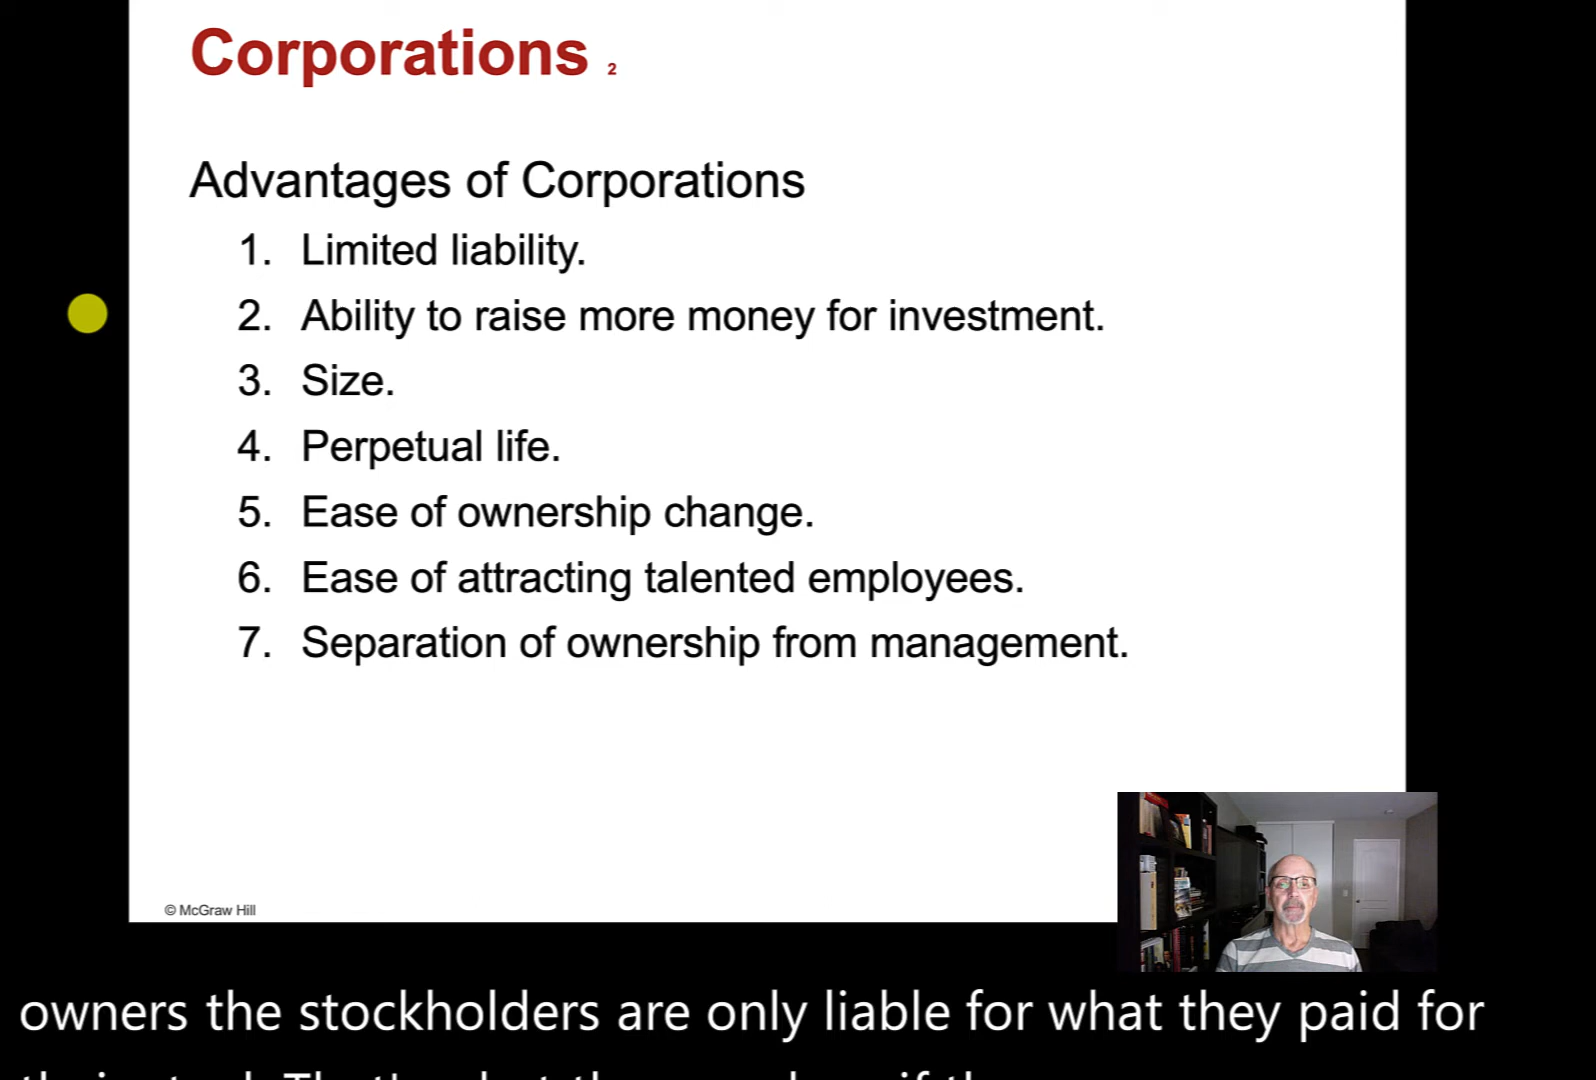 Corporations 2
Advantages of Corporations
1. Limited liability.
2. Ability to raise more money for investment.
3. Size.
4. Perpetual life.
5. Ease of ownership change.
6. Ease of attracting talented employees.
7. Separation of ownership from management.
© McGraw Hill
owners the stockholders are only liable for what they paid for